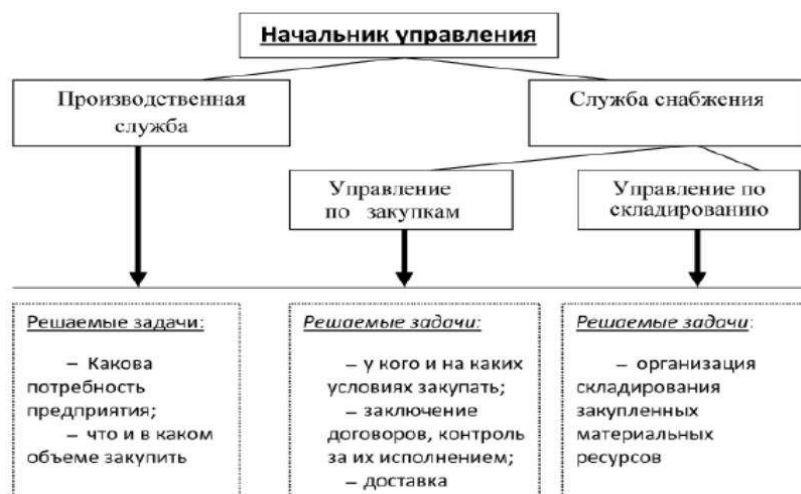 Начальник управления
Производственная
служба
Служба снабжения
Управление
по закупкам
Управление по
складированию
Решаемые задачи:
– Какова
потребность
предприятия;
– что и в каком
объеме закупить
Решаемые задачи:
– у кого и на каких
условиях закупать;
– заключение
договоров, контроль
за их исполнением;
– доставка
Решаемые задачи:
– организация
складирования
закупленных
материальных
ресурсов